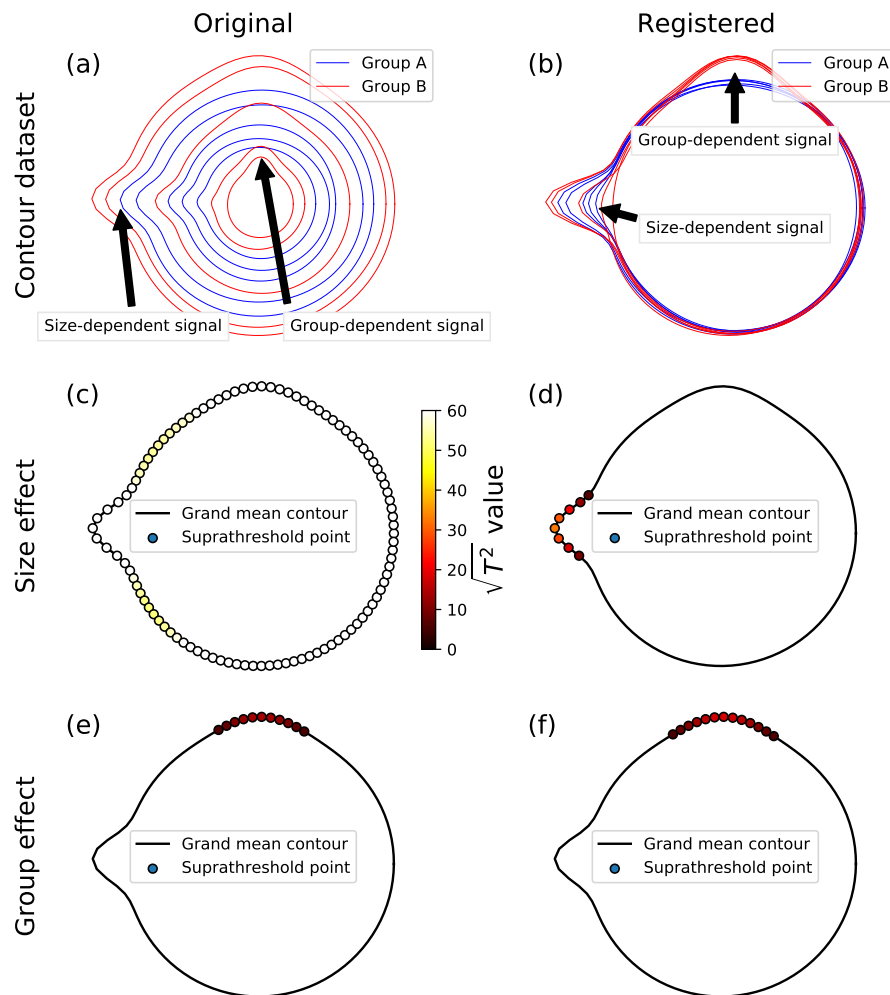 Original
Registered
Contour dataset
(a)
Group A
Group B
Size-dependent signal
Group-dependent signal
(b)
Group A
Group B
Group-dependent signal
Size-dependent signal
Size effect
(c)
Grand mean contour
Suprathreshold point
60
50
40
30
20
10
0
√T² value
(d)
Grand mean contour
Suprathreshold point
Group effect
(e)
Grand mean contour
Suprathreshold point
(f)
Grand mean contour
Suprathreshold point